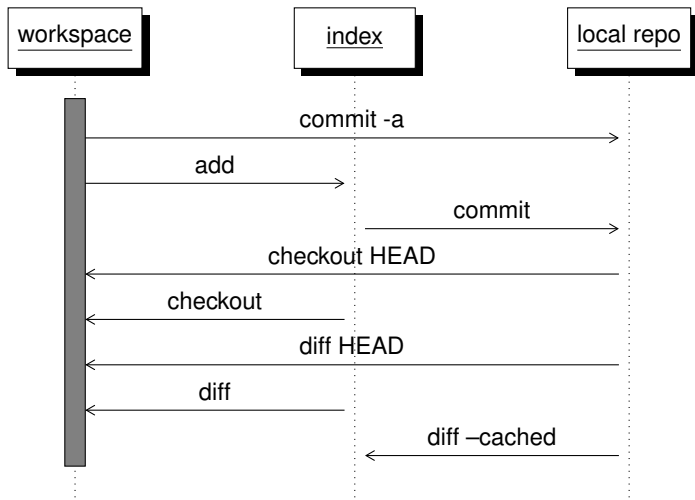 workspace
index
local repo
commit -a
add
commit
checkout HEAD
checkout
diff HEAD
diff
diff –cached